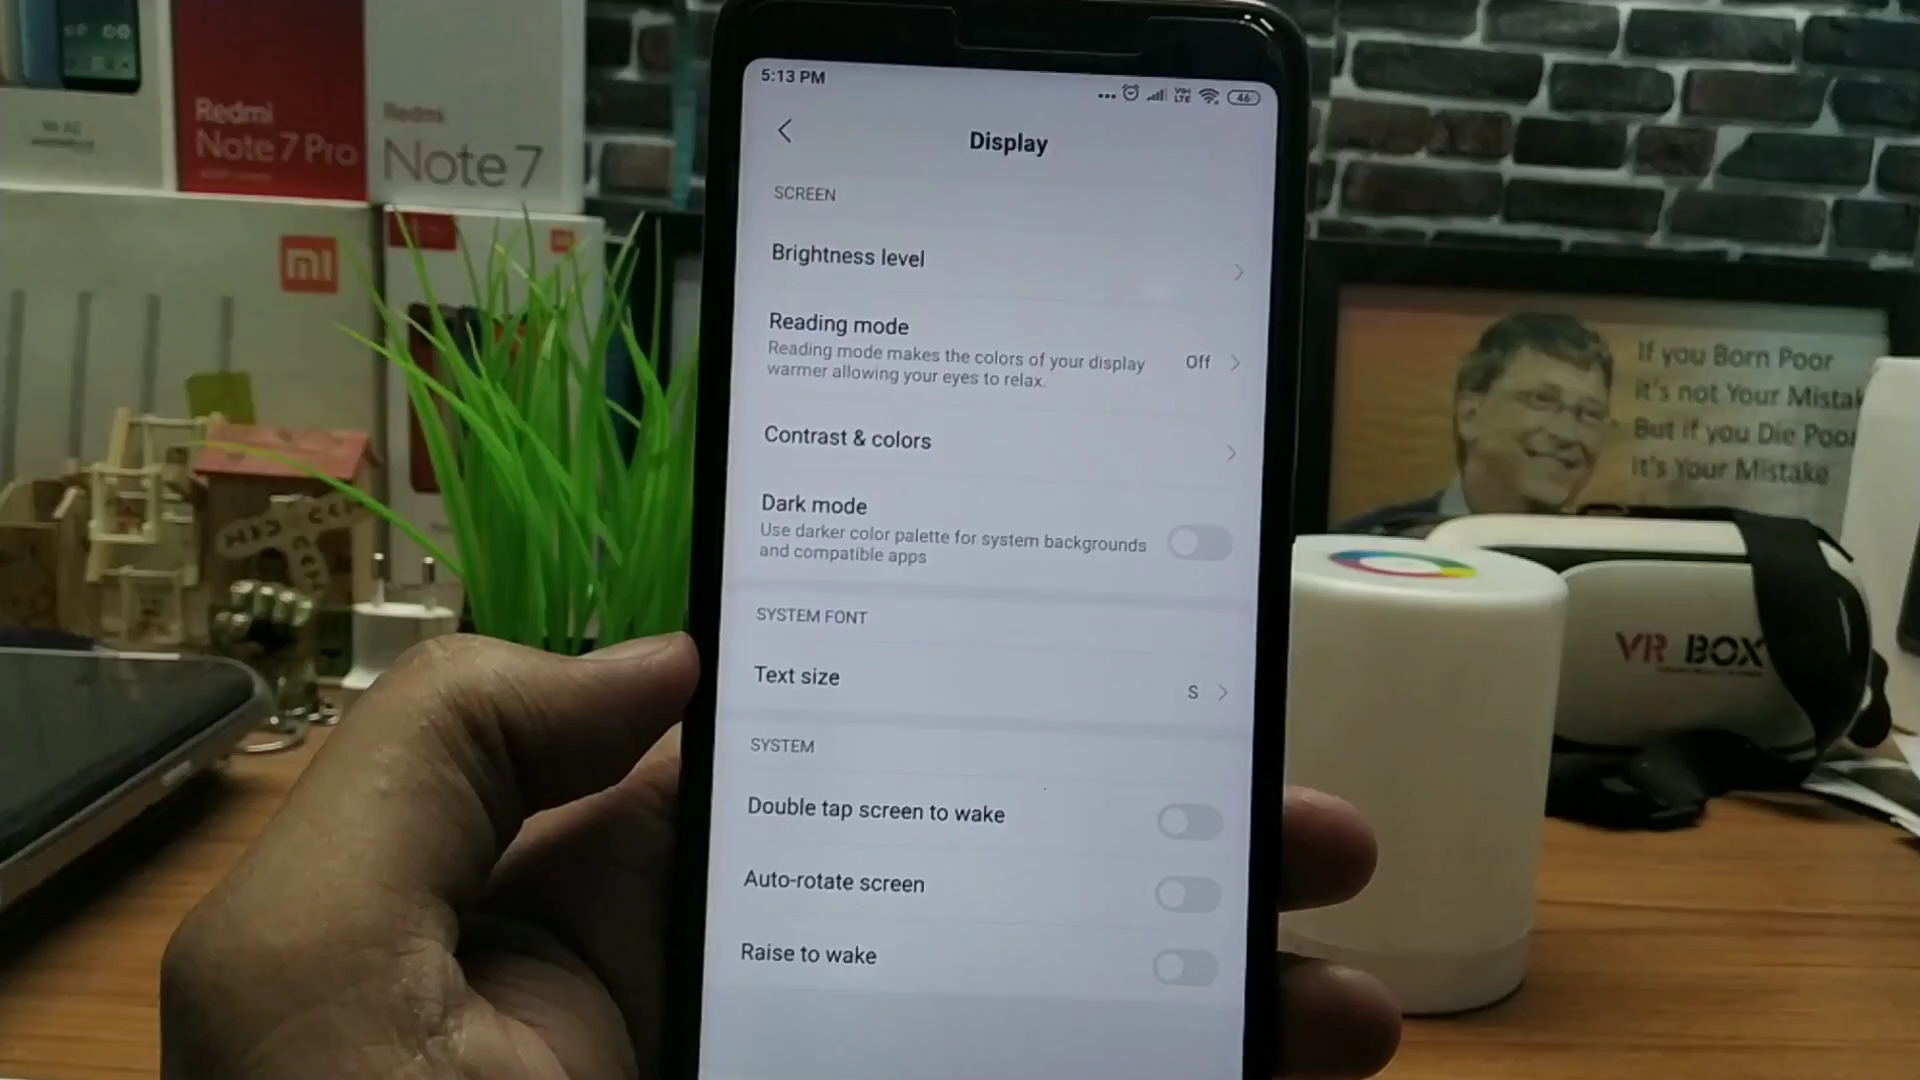 5:13 PM
Vo)) LTE
46
Display
SCREEN
Brightness level
Reading mode
Reading mode makes the colors of your display
warmer allowing your eyes to relax.
Off
Contrast & colors
Dark mode
Use darker color palette for system backgrounds
and compatible apps
SYSTEM FONT
Text size
S
SYSTEM
Double tap screen to wake
Auto-rotate screen
Raise to wake
Redmi
Note 7 Pro
Redmi
Note 7
mi
If you Born Poor
it's not Your Mistak
But if you Die Poor
it's Your Mistake
VR BOX